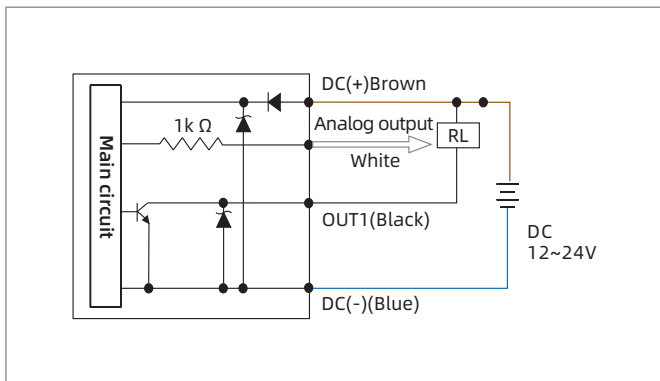 DC(+)Brown
1k Ω
Analog output
RL
White
Main circuit
OUT1(Black)
DC
12~24V
DC(-)(Blue)